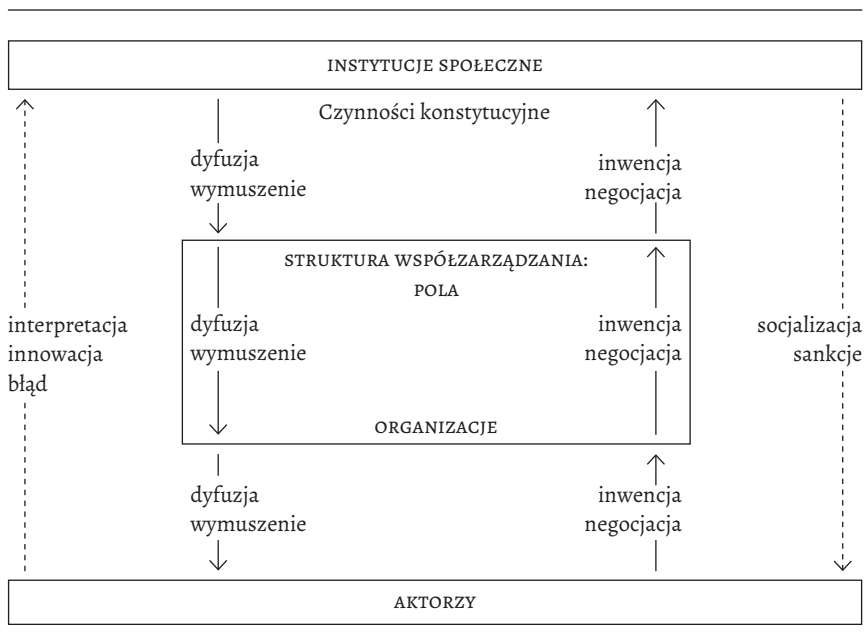 INSTYTUCJE SPOŁECZNE
Czynności konstytucyjne
dyfuzja
wymuszenie
inwencja
negocjacja
STRUKTURA WSPÓŁZARZĄDZANIA:
POLA
interpretacja
innowacja
błąd
dyfuzja
wymuszenie
inwencja
negocjacja
socjalizacja
sankcje
ORGANIZACJE
dyfuzja
wymuszenie
inwencja
negocjacja
AKTORZY